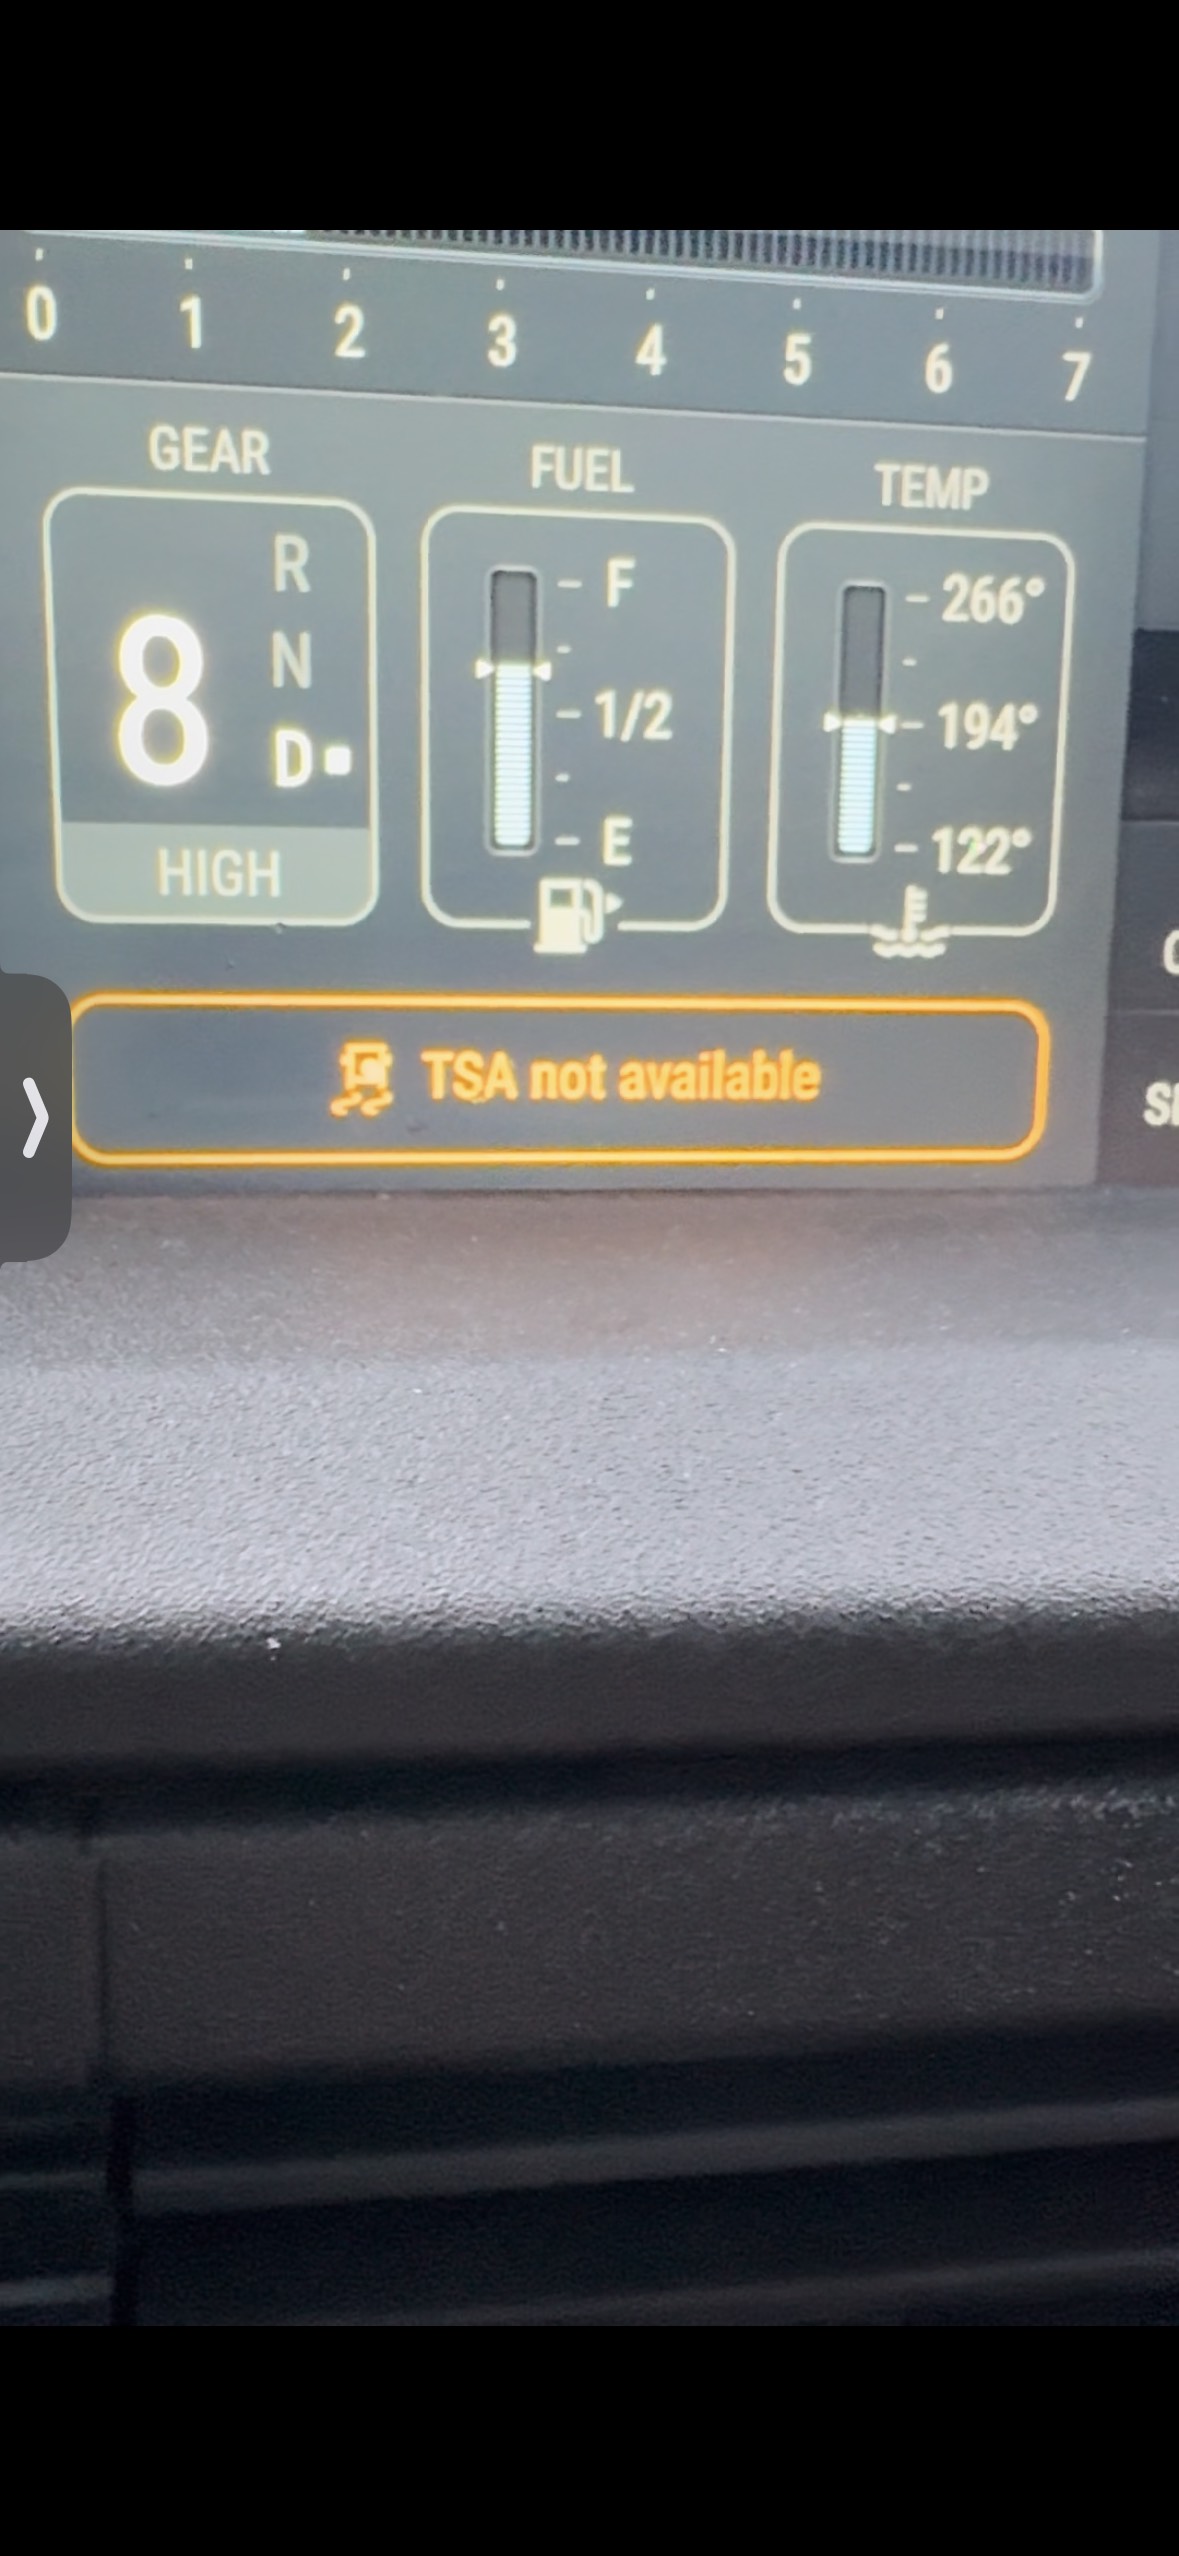 0 1 2 3 4 5 6 7
GEAR
8
R
N
D
HIGH
FUEL
F
1/2
E
TEMP
266°
194°
122°
TSA not available